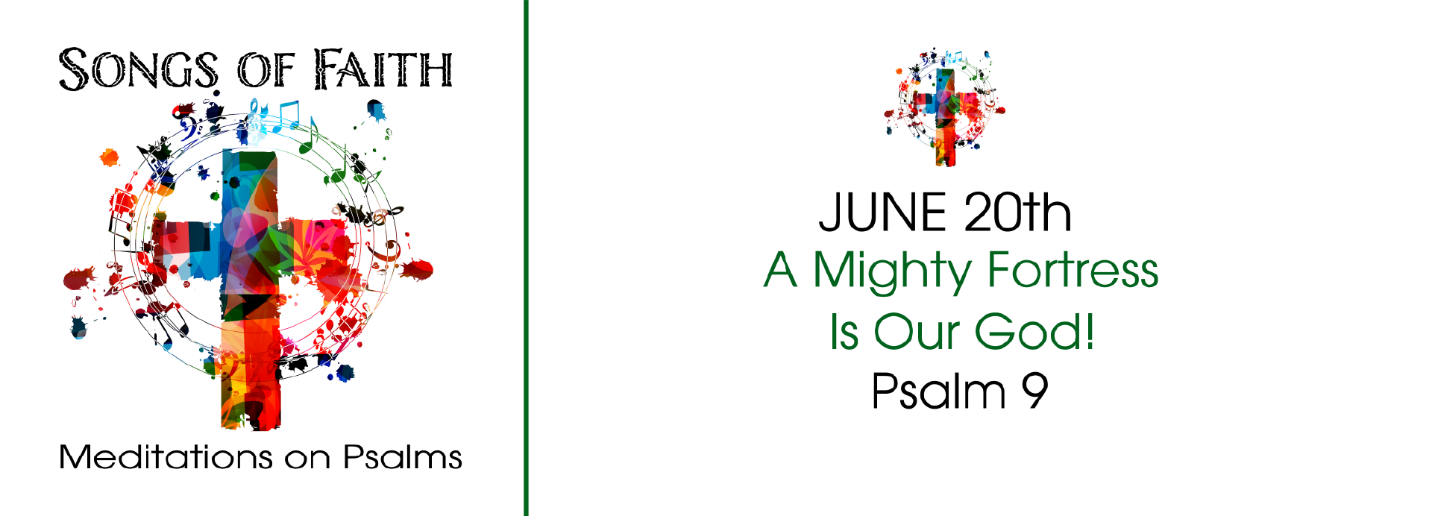 SONGS OF FAITH
Meditations on Psalms
JUNE 20th
A Mighty Fortress
Is Our God!
Psalm 9